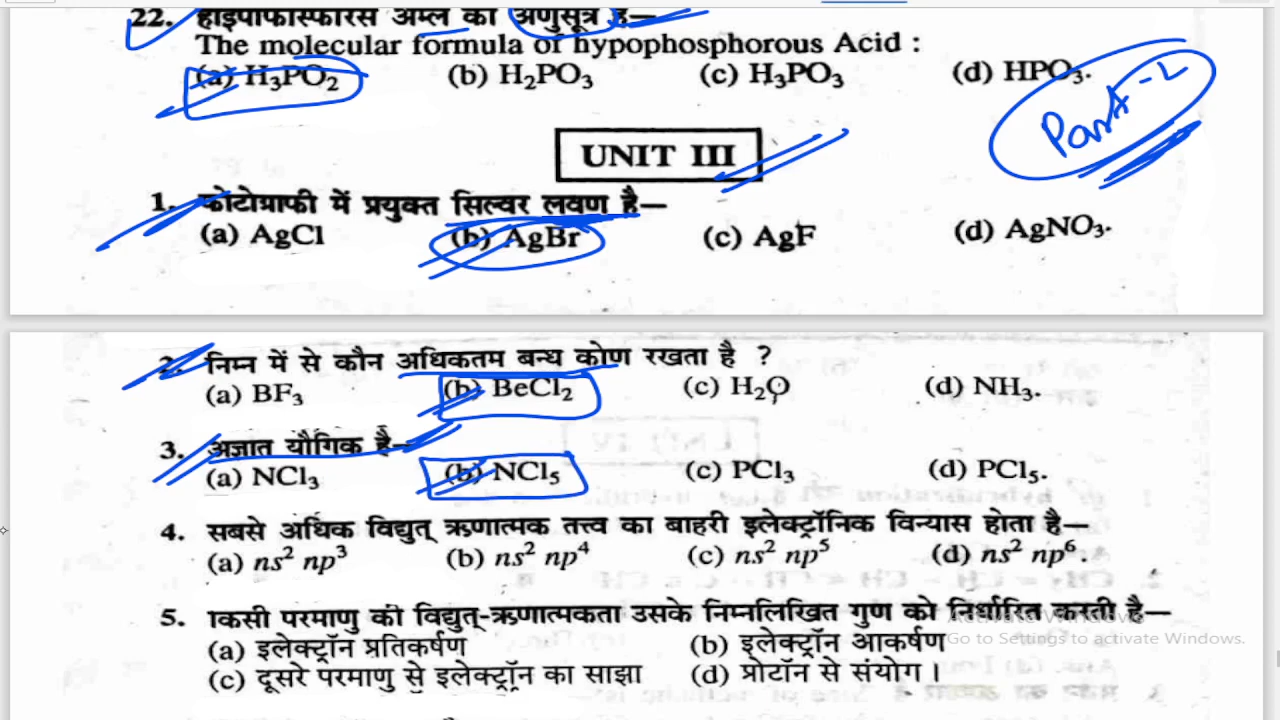 22. हाइपोफॉस्फोरस अम्ल का अणुसूत्र है—
The molecular formula of hypophosphorous Acid :
(a) H₃PO₂ (b) H₂PO₃ (c) H₃PO₃ (d) HPO₃.
Part-2
UNIT III
1. फोटोग्राफी में प्रयुक्त सिल्वर लवण है—
(a) AgCl (b) AgBr (c) AgF (d) AgNO₃.
2. निम्न में से कौन अधिकतम बन्ध कोण रखता है ?
(a) BF₃ (b) BeCl₂ (c) H₂O (d) NH₃.
3. अज्ञात यौगिक है—
(a) NCl₃ (b) NCl₅ (c) PCl₃ (d) PCl₅.
4. सबसे अधिक विद्युत् ऋणात्मक तत्त्व का बाहरी इलेक्ट्रॉनिक विन्यास होता है—
(a) ns² np³ (b) ns² np⁴ (c) ns² np⁵ (d) ns² np⁶.
5. किसी परमाणु की विद्युत्-ऋणात्मकता उसके निम्नलिखित गुण को निर्धारित करती है—
(a) इलेक्ट्रॉन प्रतिकर्षण (b) इलेक्ट्रॉन आकर्षण
(c) दूसरे परमाणु से इलेक्ट्रॉन का साझा (d) प्रोटॉन से संयोग।
Activate Windows
Go to Settings to activate Windows.